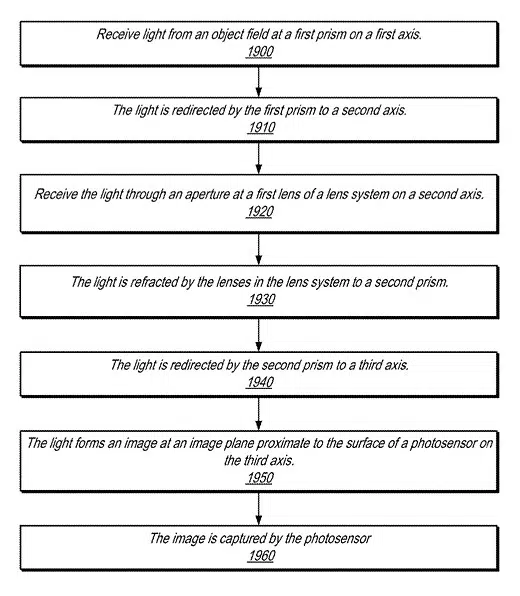 Receive light from an object field at a first prism on a first axis.
1900
The light is redirected by the first prism to a second axis.
1910
Receive the light through an aperture at a first lens of a lens system on a second axis.
1920
The light is refracted by the lenses in the lens system to a second prism.
1930
The light is redirected by the second prism to a third axis.
1940
The light forms an image at an image plane proximate to the surface of a photosensor on
the third axis.
1950
The image is captured by the photosensor
1960